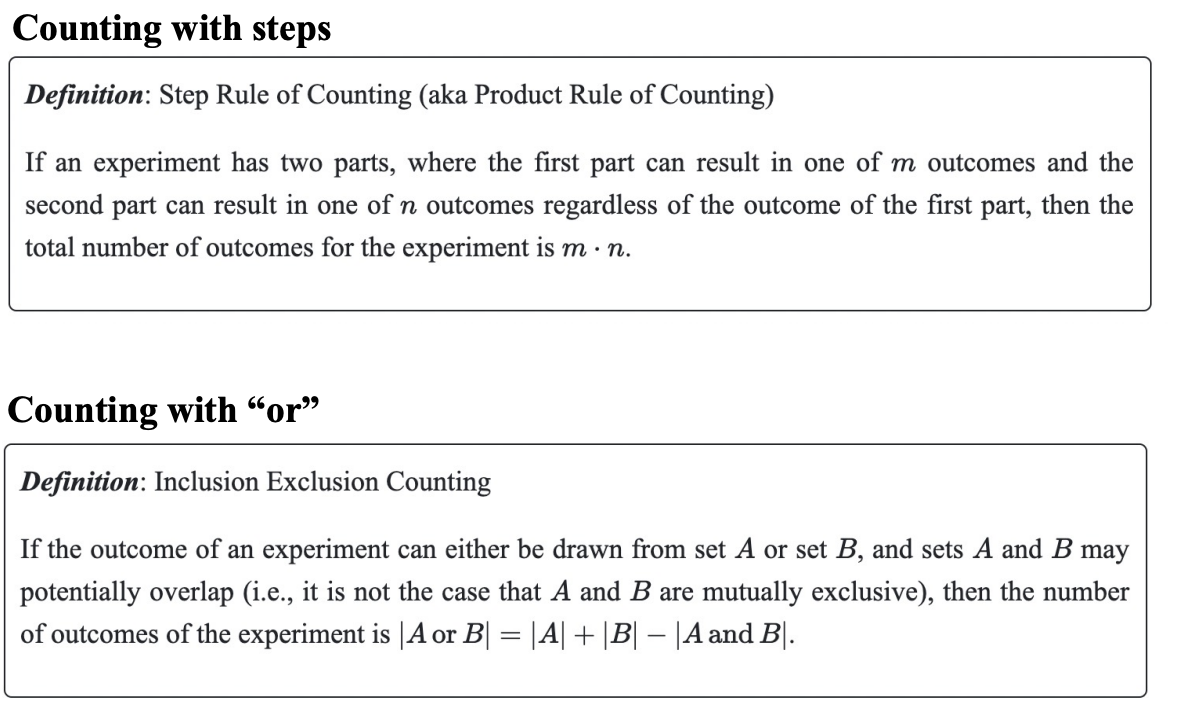 Counting with steps
Definition: Step Rule of Counting (aka Product Rule of Counting)
If an experiment has two parts, where the first part can result in one of m outcomes and the
second part can result in one of n outcomes regardless of the outcome of the first part, then the
total number of outcomes for the experiment is m · n.
Counting with “or”
Definition: Inclusion Exclusion Counting
If the outcome of an experiment can either be drawn from set A or set B, and sets A and B may
potentially overlap (i.e., it is not the case that A and B are mutually exclusive), then the number
of outcomes of the experiment is |A or B| = |A| + |B| − |A and B|.